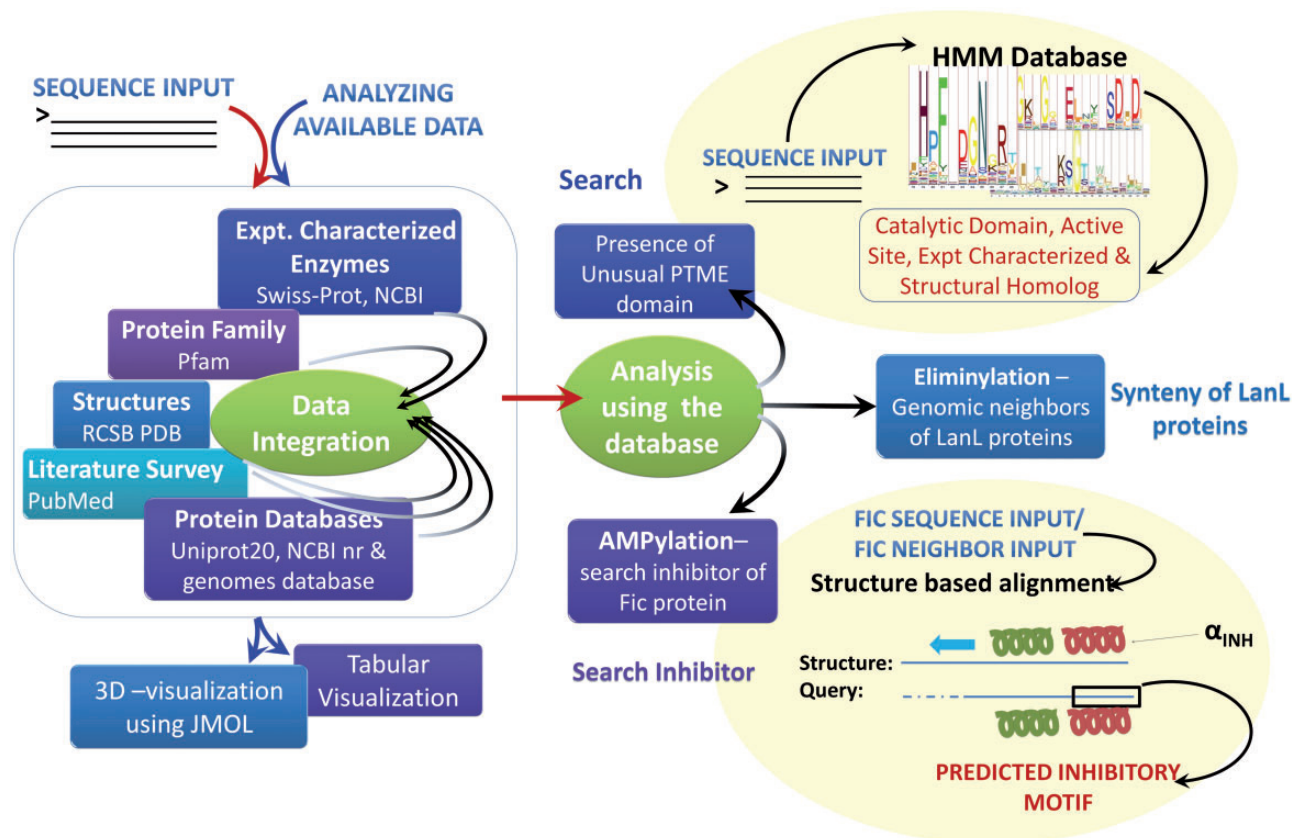 SEQUENCE INPUT
>
ANALYZING
AVAILABLE DATA
Expt. Characterized
Enzymes
Swiss-Prot, NCBI
Protein Family
Pfam
Structures
RCSB PDB
Literature Survey
PubMed
Protein Databases
Uniprot20, NCBI nr &
genomes database
Data
Integration
3D –visualization
using JMOL
Tabular
Visualization
Analysis
using the
database
Search
Presence of
Unusual PTME
domain
HMM Database
SEQUENCE INPUT
>
Catalytic Domain, Active
Site, Expt Characterized &
Structural Homolog
Eliminylation –
Genomic neighbors
of LanL proteins
Synteny of LanL
proteins
AMPylation–
search inhibitor of
Fic protein
Search Inhibitor
FIC SEQUENCE INPUT/
FIC NEIGHBOR INPUT
Structure based alignment
αINH
Structure:
Query:
PREDICTED INHIBITORY
MOTIF